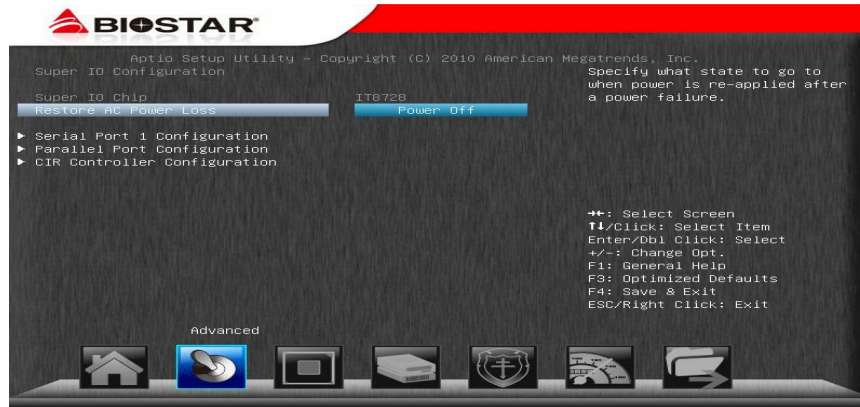 BIOSTAR®
Aptio Setup Utility – Copyright (C) 2010 American Megatrends, Inc.
Super IO Configuration
Super IO Chip IT8728
Restore AC Power Loss Power Off
► Serial Port 1 Configuration
► Parallel Port Configuration
► CIR Controller Configuration
Specify what state to go to
when power is re-applied after
a power failure.
→←: Select Screen
↑↓/Click: Select Item
Enter/Dbl Click: Select
+/-: Change Opt.
F1: General Help
F3: Optimized Defaults
F4: Save & Exit
ESC/Right Click: Exit
Advanced